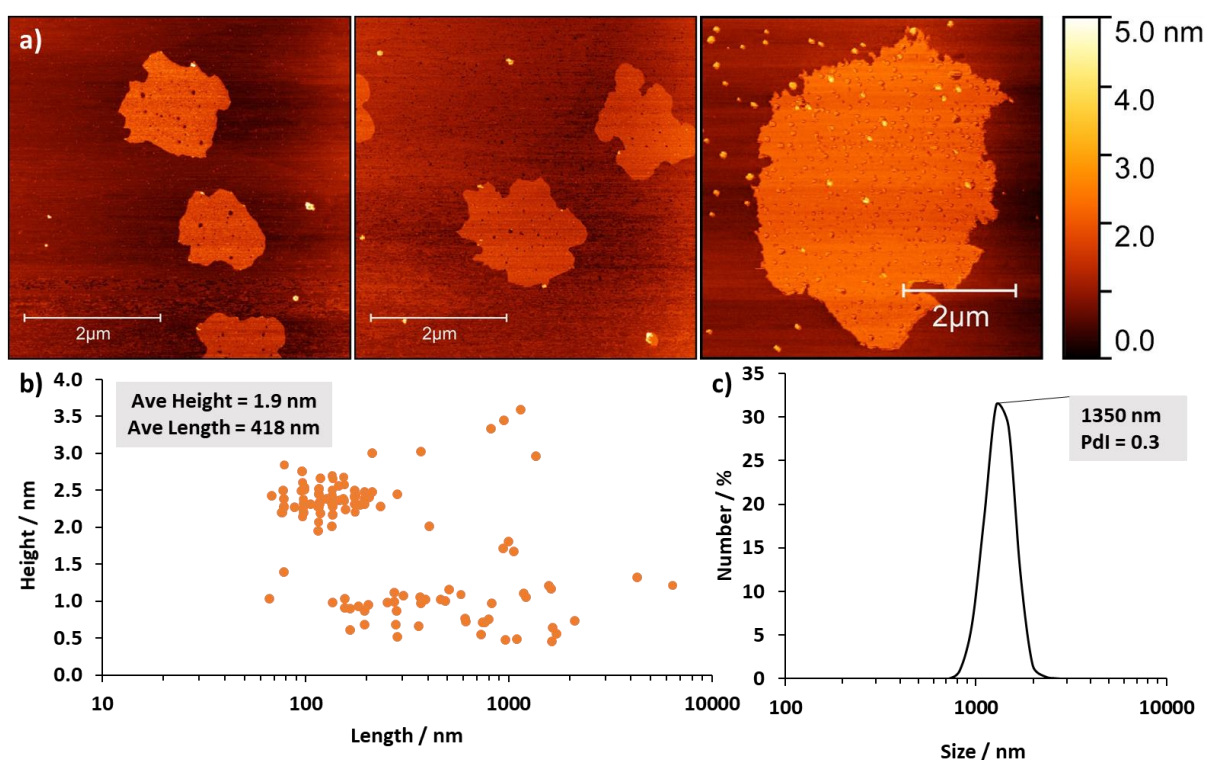 a)
2µm
2µm
2µm
5.0 nm
4.0
3.0
2.0
0.0
b)
4.0
3.5
3.0
2.5
2.0
1.5
1.0
0.5
0.0
Height / nm
Ave Height = 1.9 nm
Ave Length = 418 nm
10
100
1000
10000
Length / nm
c)
35
30
25
20
15
10
5
0
Number / %
1350 nm
PdI = 0.3
100
1000
10000
Size / nm